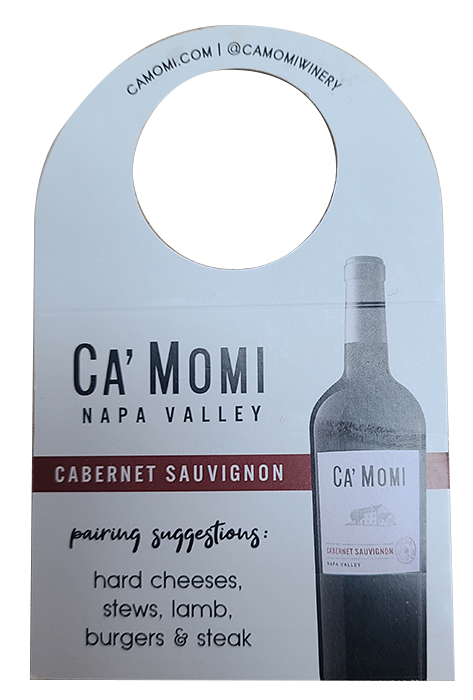 CAMOMI.COM | @CAMOMIWINERY
CA' MOMI
NAPA VALLEY
CABERNET SAUVIGNON
pairing suggestions:
hard cheeses,
stews, lamb,
burgers & steak
CA' MOMI
CABERNET SAUVIGNON
NAPA VALLEY